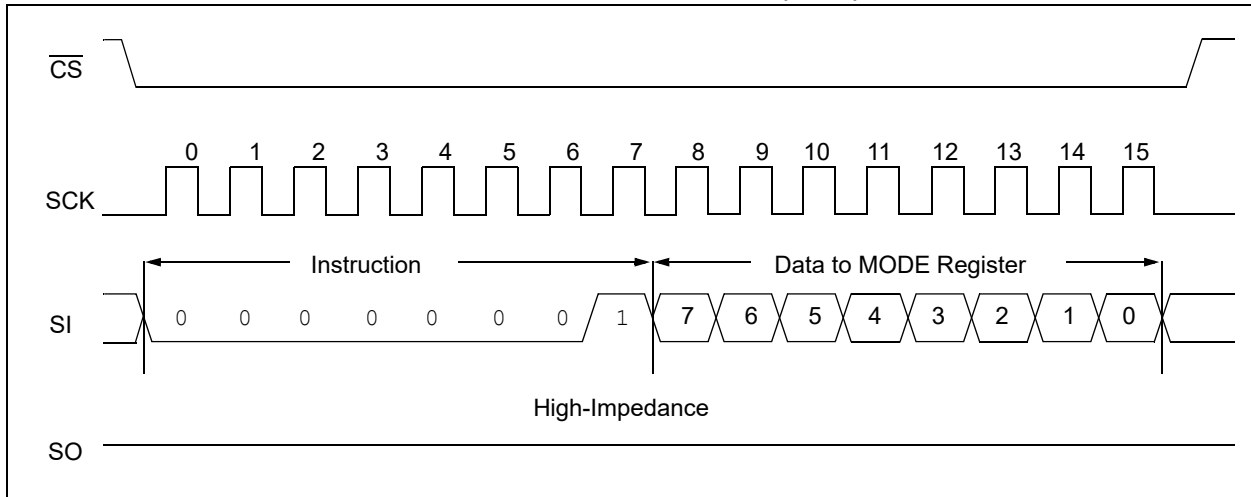 CS
0 1 2 3 4 5 6 7 8 9 10 11 12 13 14 15
SCK
Instruction Data to MODE Register
SI 0 0 0 0 0 0 0 1 7 6 5 4 3 2 1 0
High-Impedance
SO